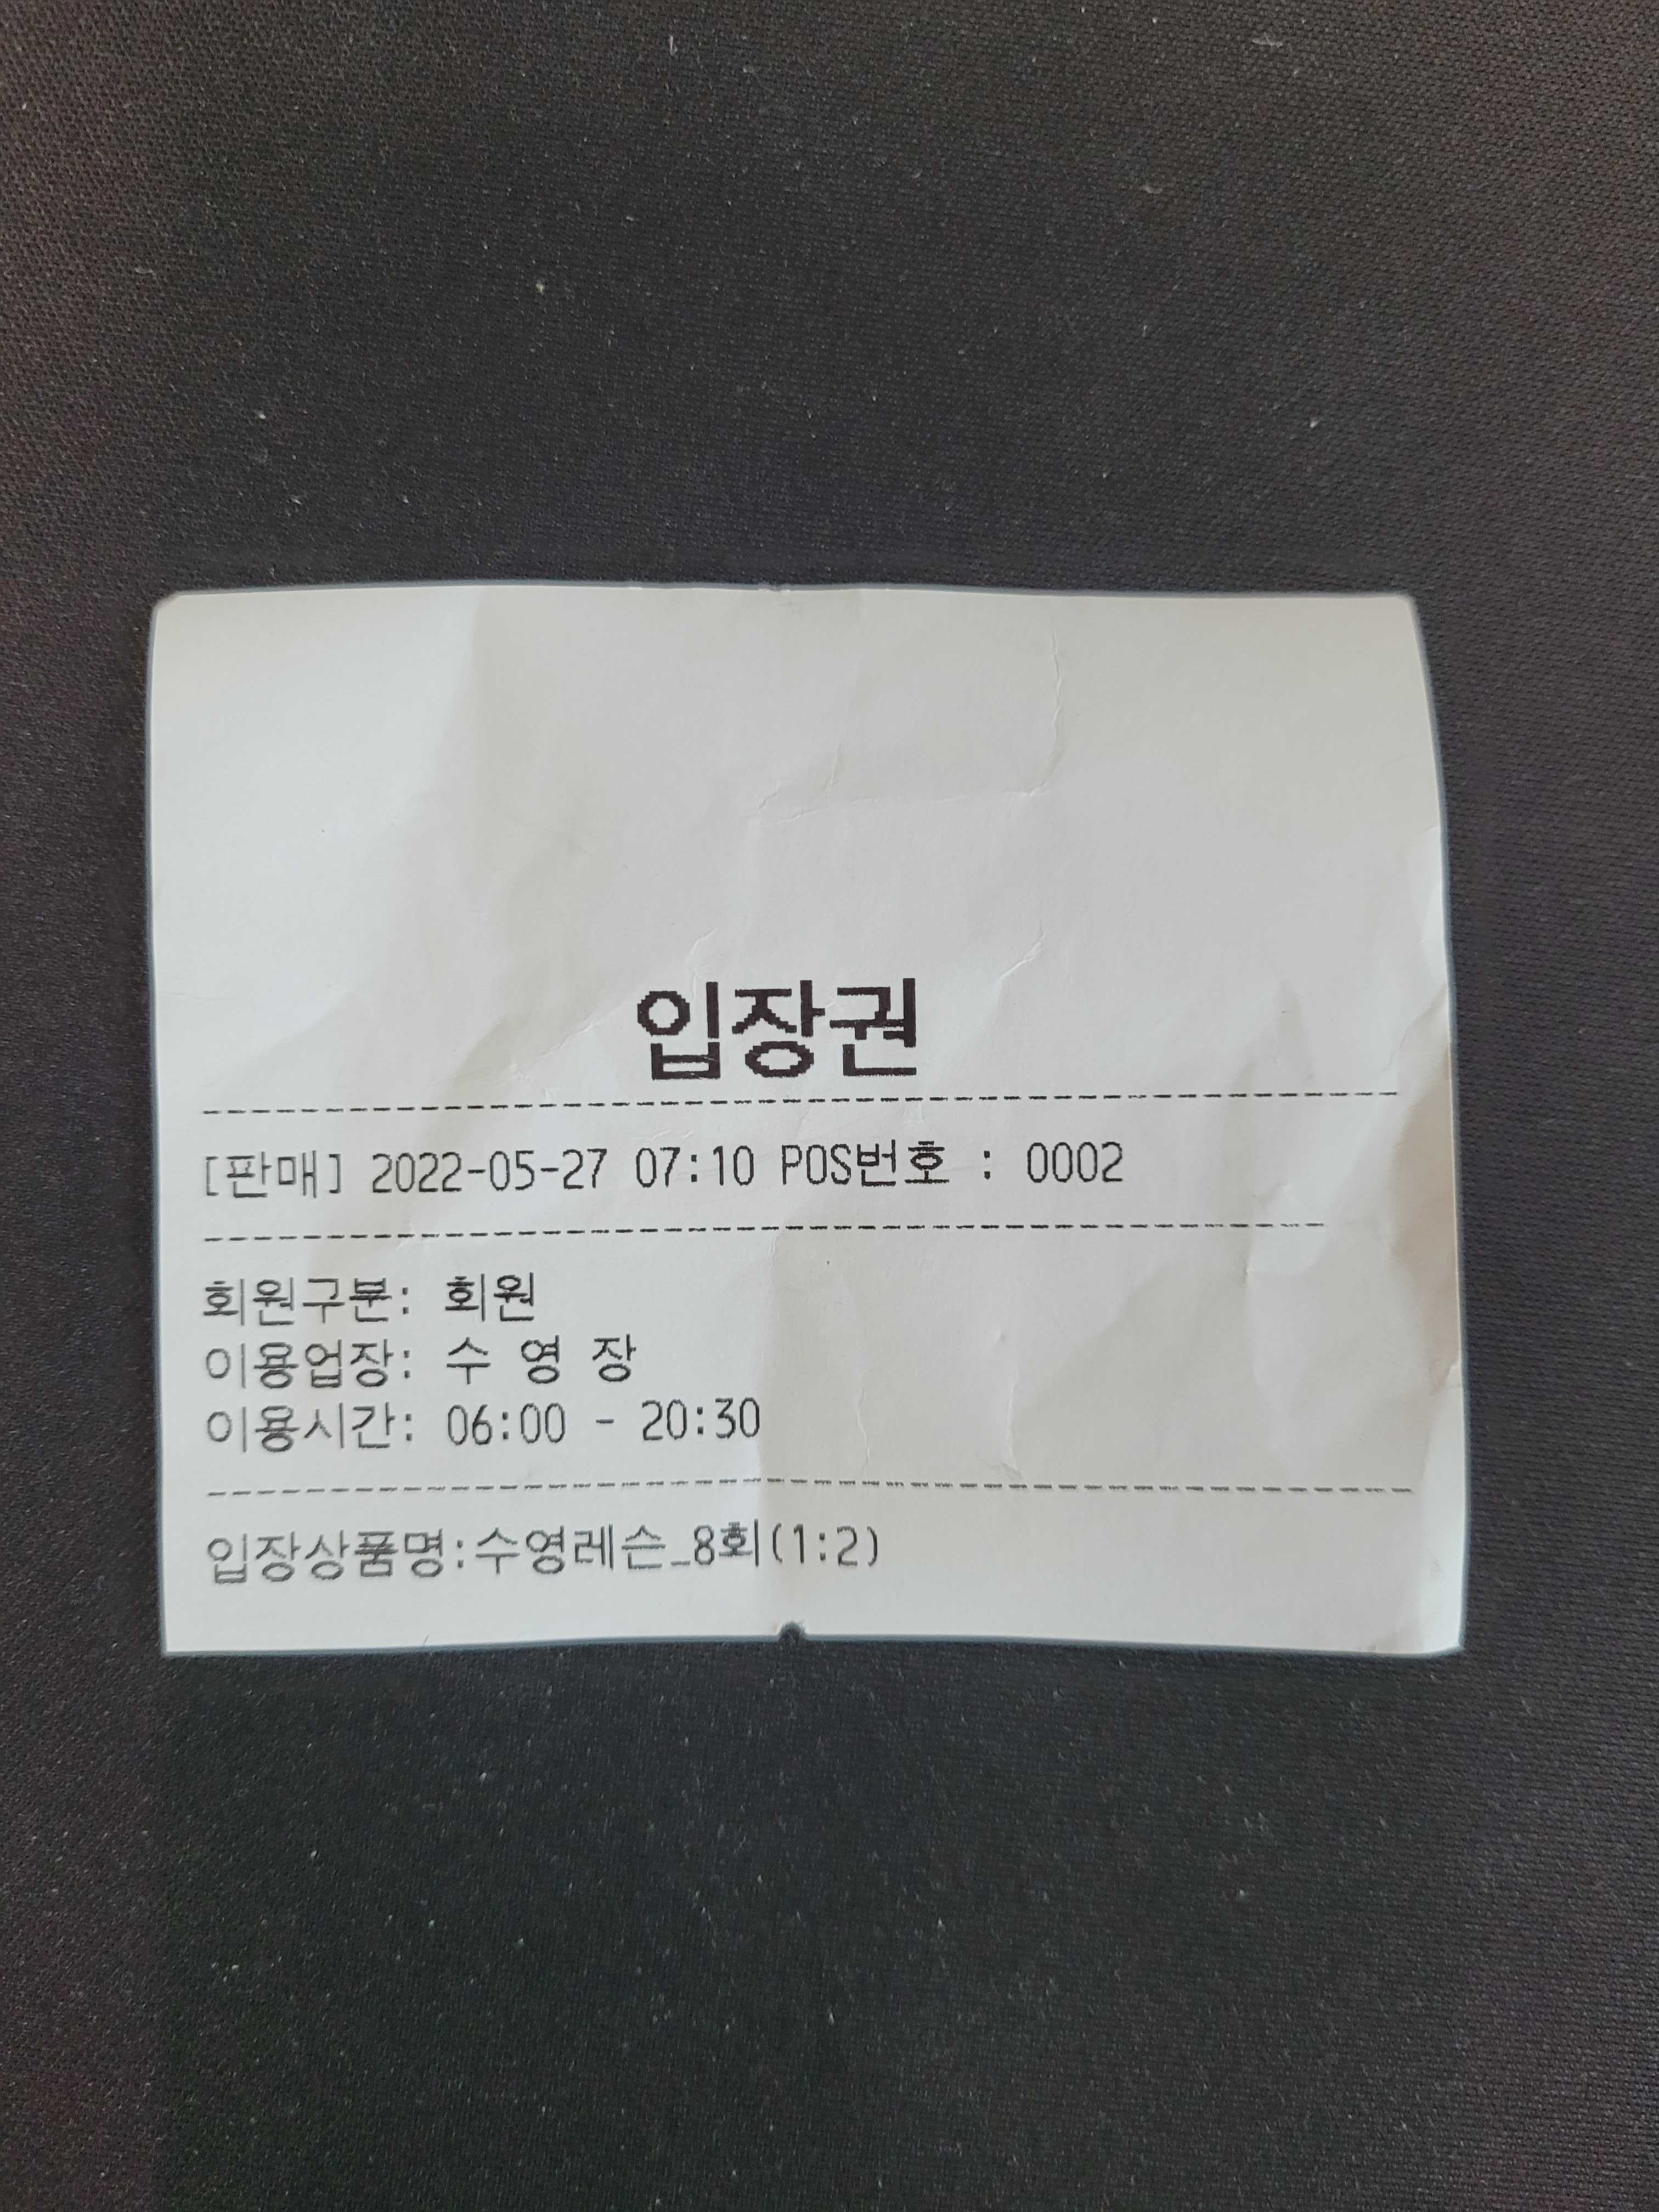 입장권
[판매] 2022-05-27 07:10 POS번호 : 0002
회원구분: 회원
이용업장: 수 영 장
이용시간: 06:00 - 20:30
입장상품명:수영레슨_8회(1:2)